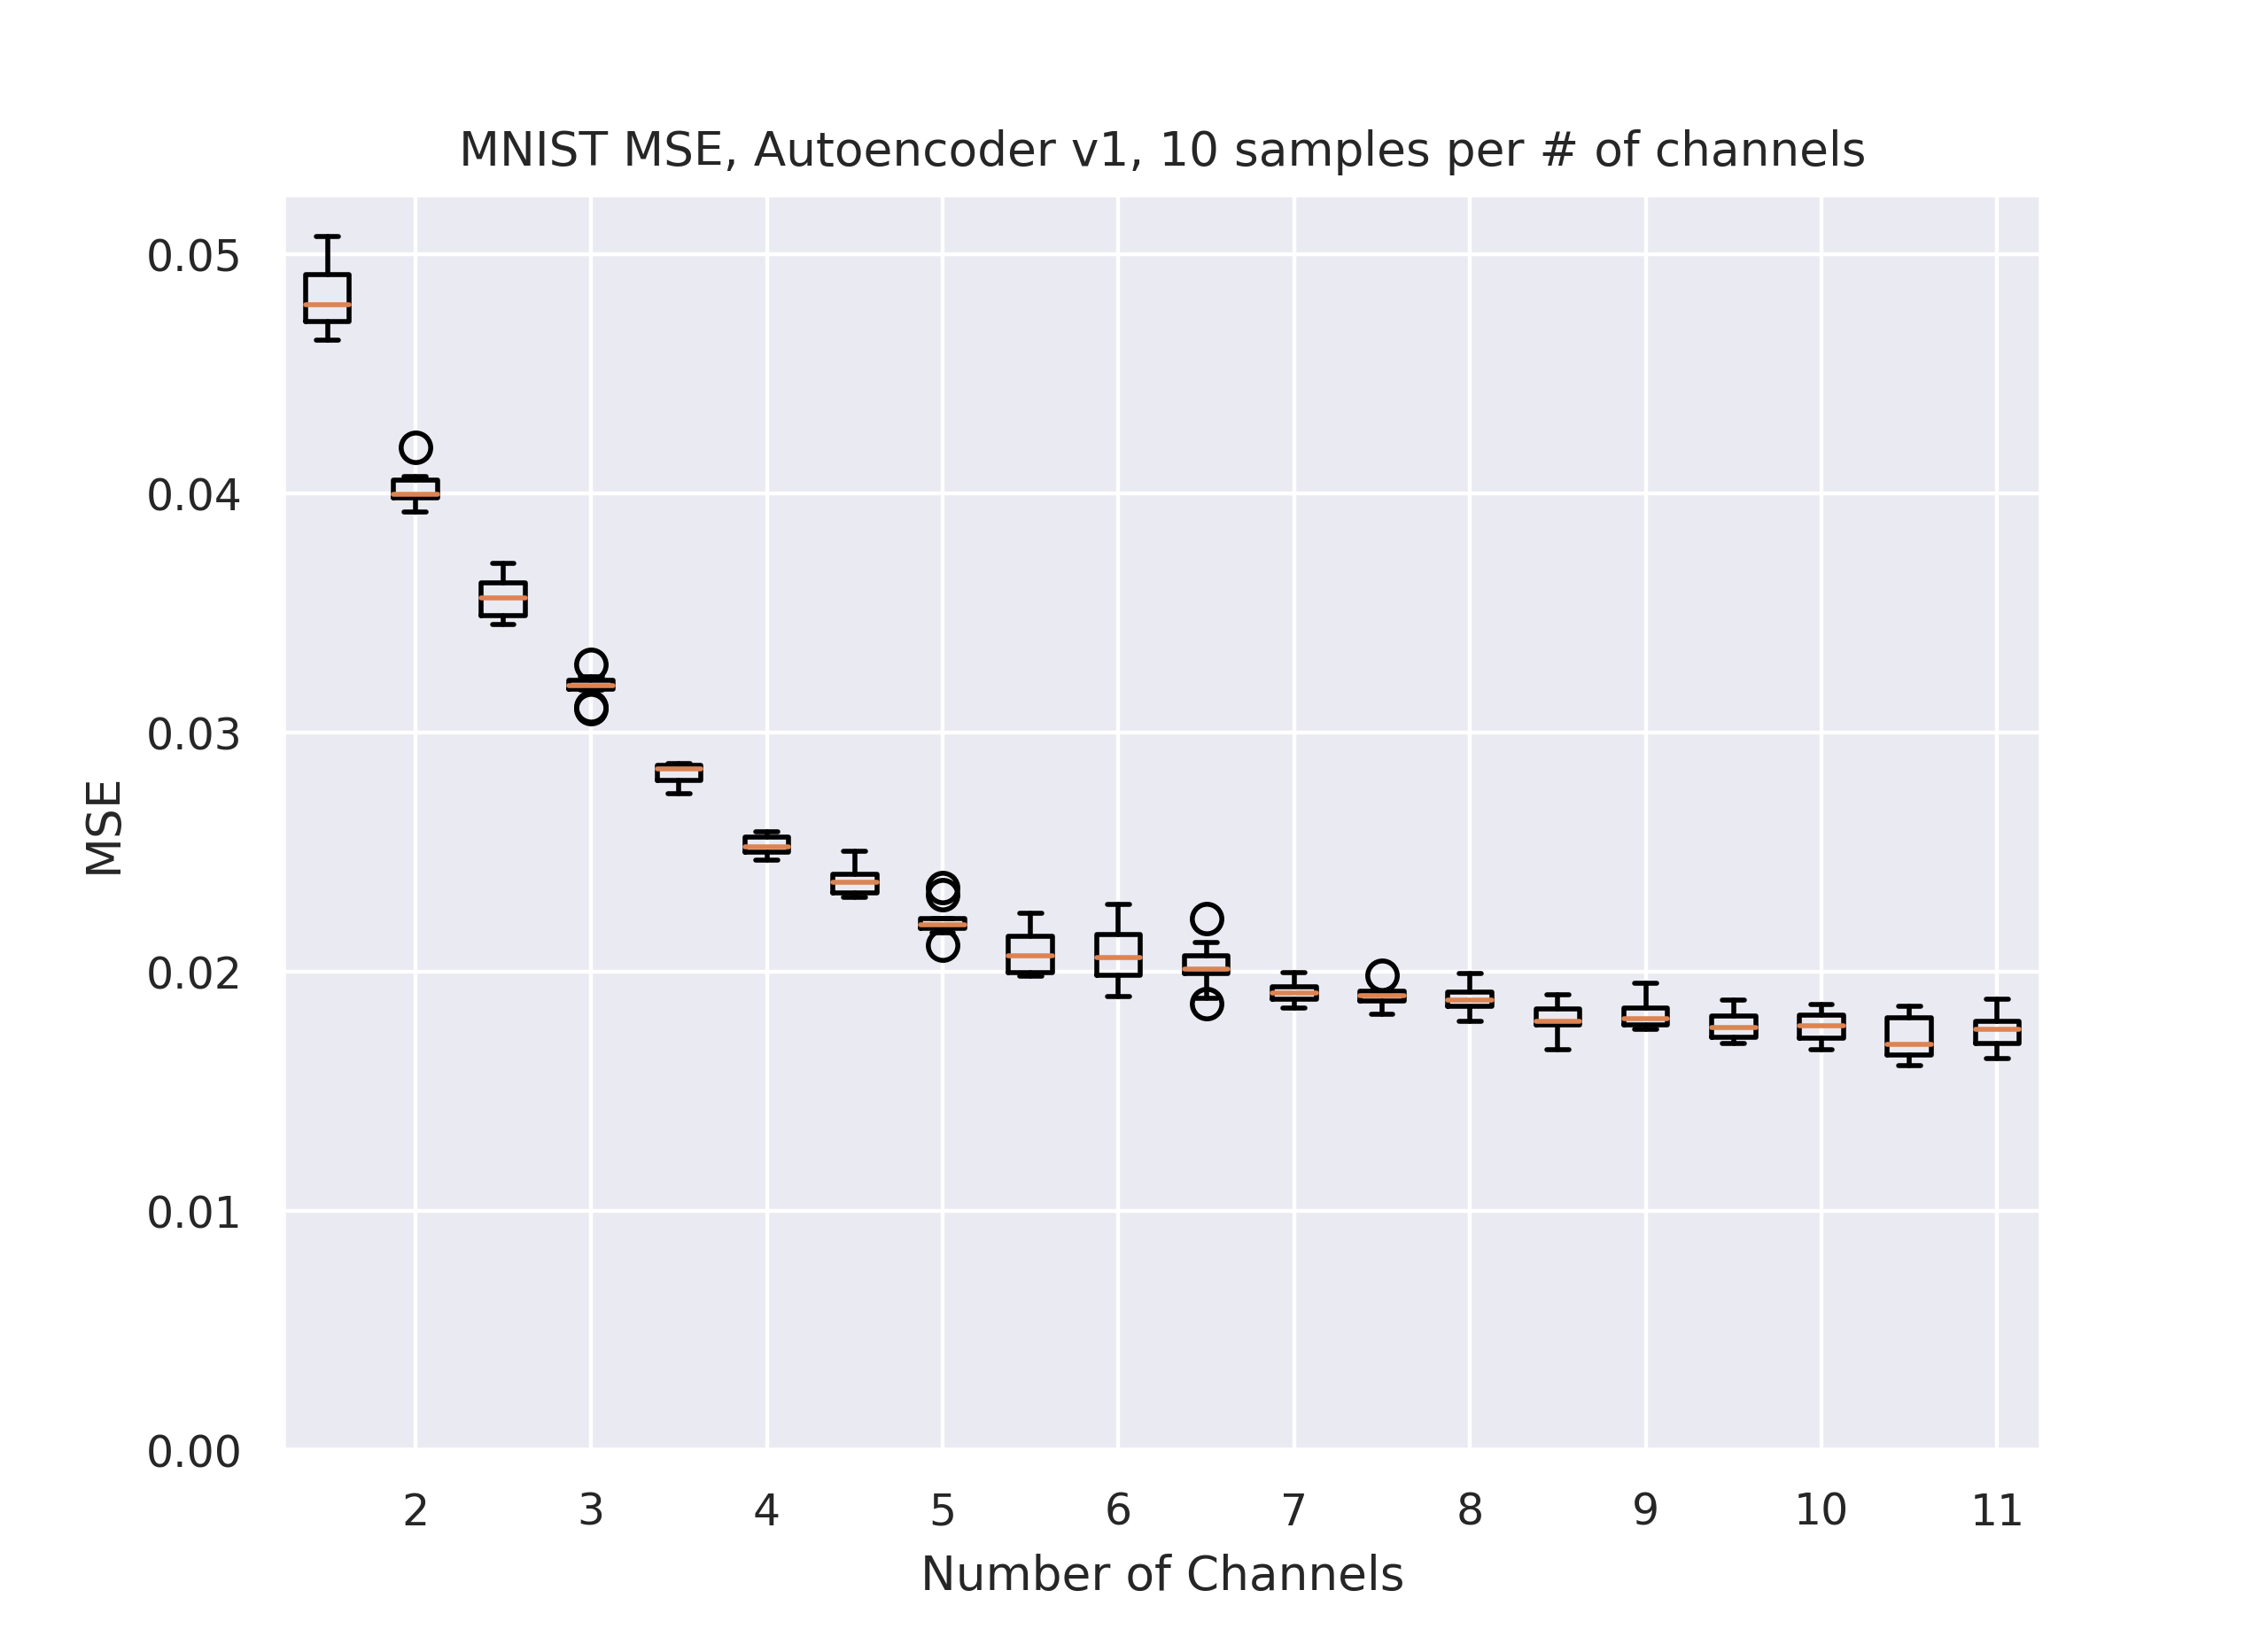 MNIST MSE, Autoencoder v1, 10 samples per # of channels
0.05
0.04
0.03
0.02
0.01
0.00
MSE
2 3 4 5 6 7 8 9 10 11
Number of Channels